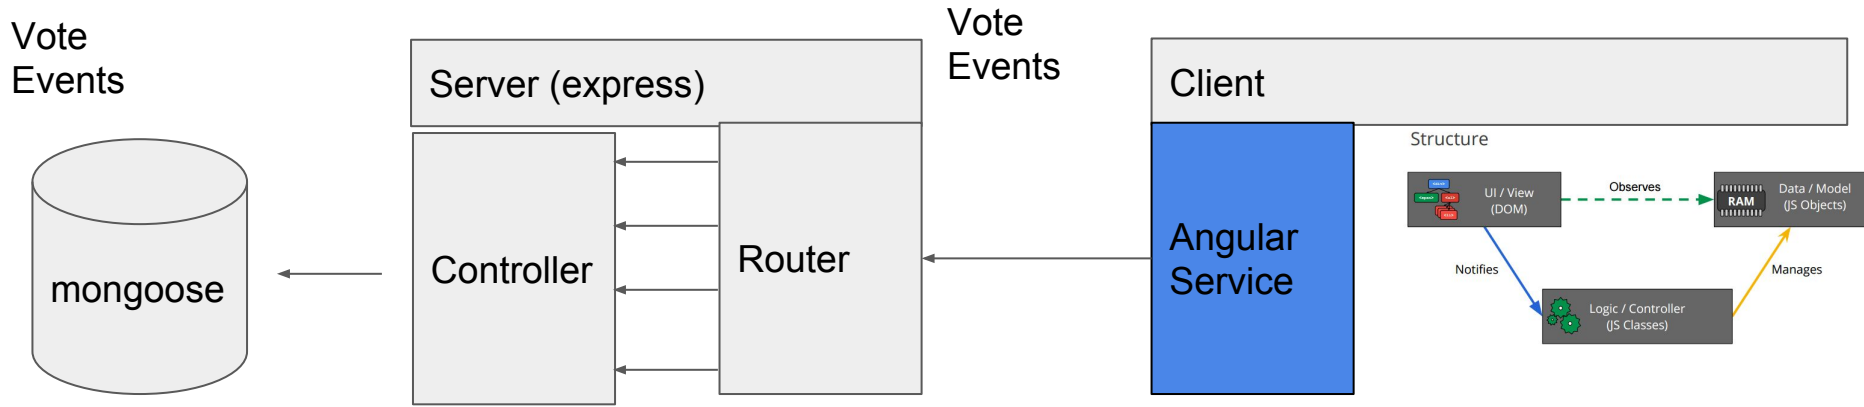 Vote
Events
Server (express)
Vote
Events
Client
Structure
mongoose
Controller
Router
Angular
Service
UI / View
(DOM)
Observes
RAM
Data / Model
(JS Objects)
Notifies
Manages
Logic / Controller
(JS Classes)